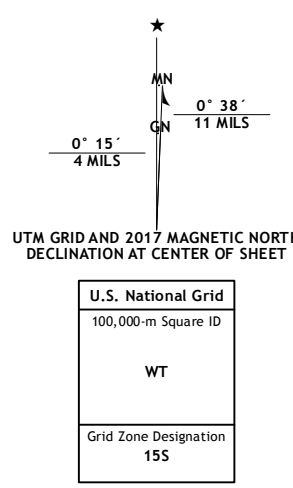 ★
MN
0° 38´
11 MILS
GN
0° 15´
4 MILS
UTM GRID AND 2017 MAGNETIC NORTH
DECLINATION AT CENTER OF SHEET
U.S. National Grid
100,000-m Square ID
WT
Grid Zone Designation
15S